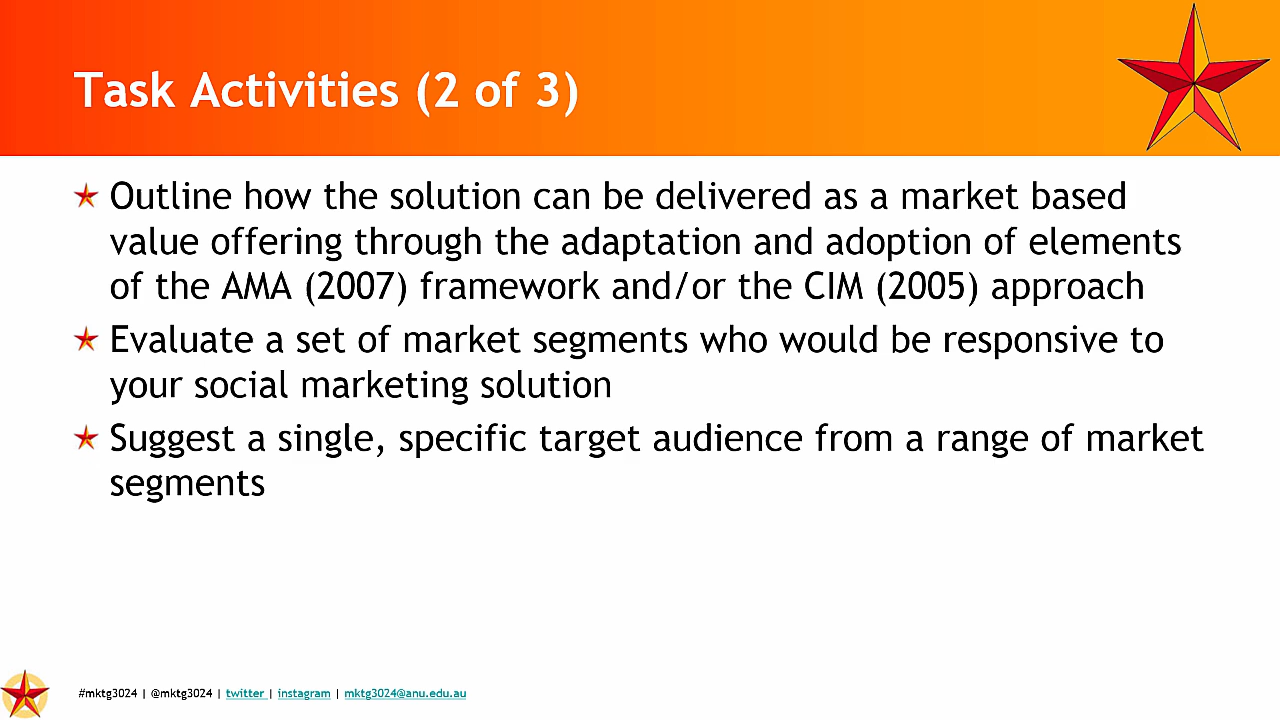 Task Activities (2 of 3)
Outline how the solution can be delivered as a market based
value offering through the adaptation and adoption of elements
of the AMA (2007) framework and/or the CIM (2005) approach
Evaluate a set of market segments who would be responsive to
your social marketing solution
Suggest a single, specific target audience from a range of market
segments
#mktg3024 | @mktg3024 | twitter | instagram | mktg3024@anu.edu.au